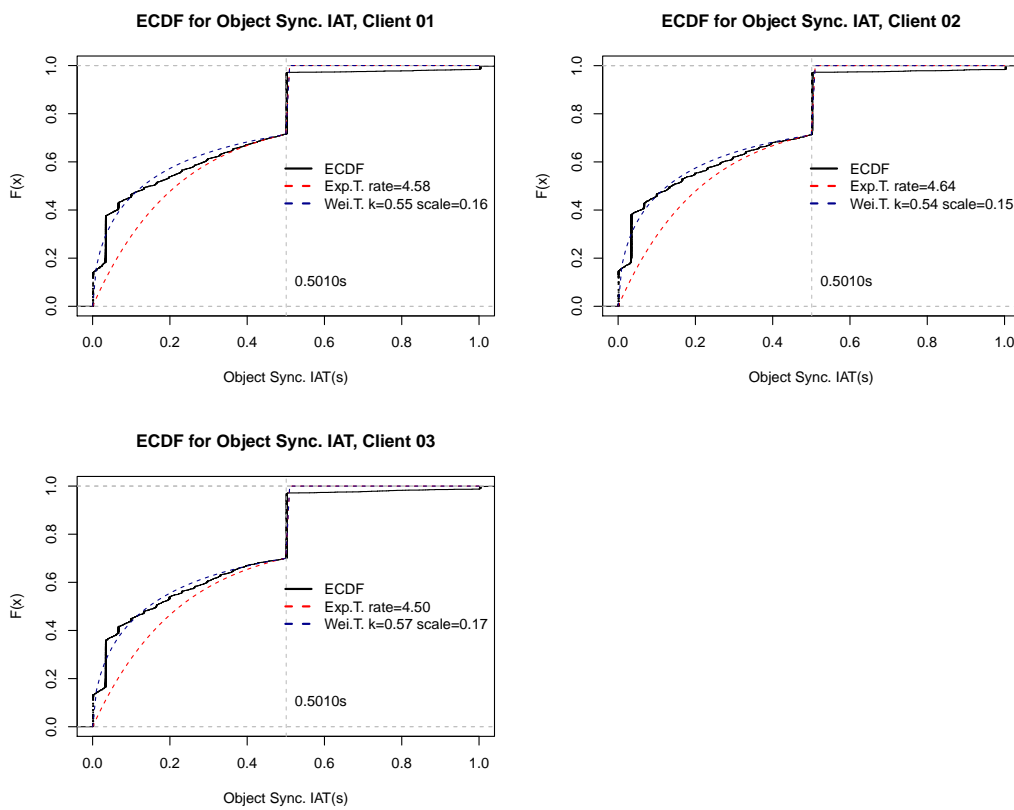 ECDF for Object Sync. IAT, Client 01
F(x)
1.0
0.8
0.6
0.4
0.2
0.0
ECDF
Exp.T. rate=4.58
Wei.T. k=0.55 scale=0.16
0.5010s
0.0 0.2 0.4 0.6 0.8 1.0
Object Sync. IAT(s)
ECDF for Object Sync. IAT, Client 02
F(x)
1.0
0.8
0.6
0.4
0.2
0.0
ECDF
Exp.T. rate=4.64
Wei.T. k=0.54 scale=0.15
0.5010s
0.0 0.2 0.4 0.6 0.8 1.0
Object Sync. IAT(s)
ECDF for Object Sync. IAT, Client 03
F(x)
1.0
0.8
0.6
0.4
0.2
0.0
ECDF
Exp.T. rate=4.50
Wei.T. k=0.57 scale=0.17
0.5010s
0.0 0.2 0.4 0.6 0.8 1.0
Object Sync. IAT(s)